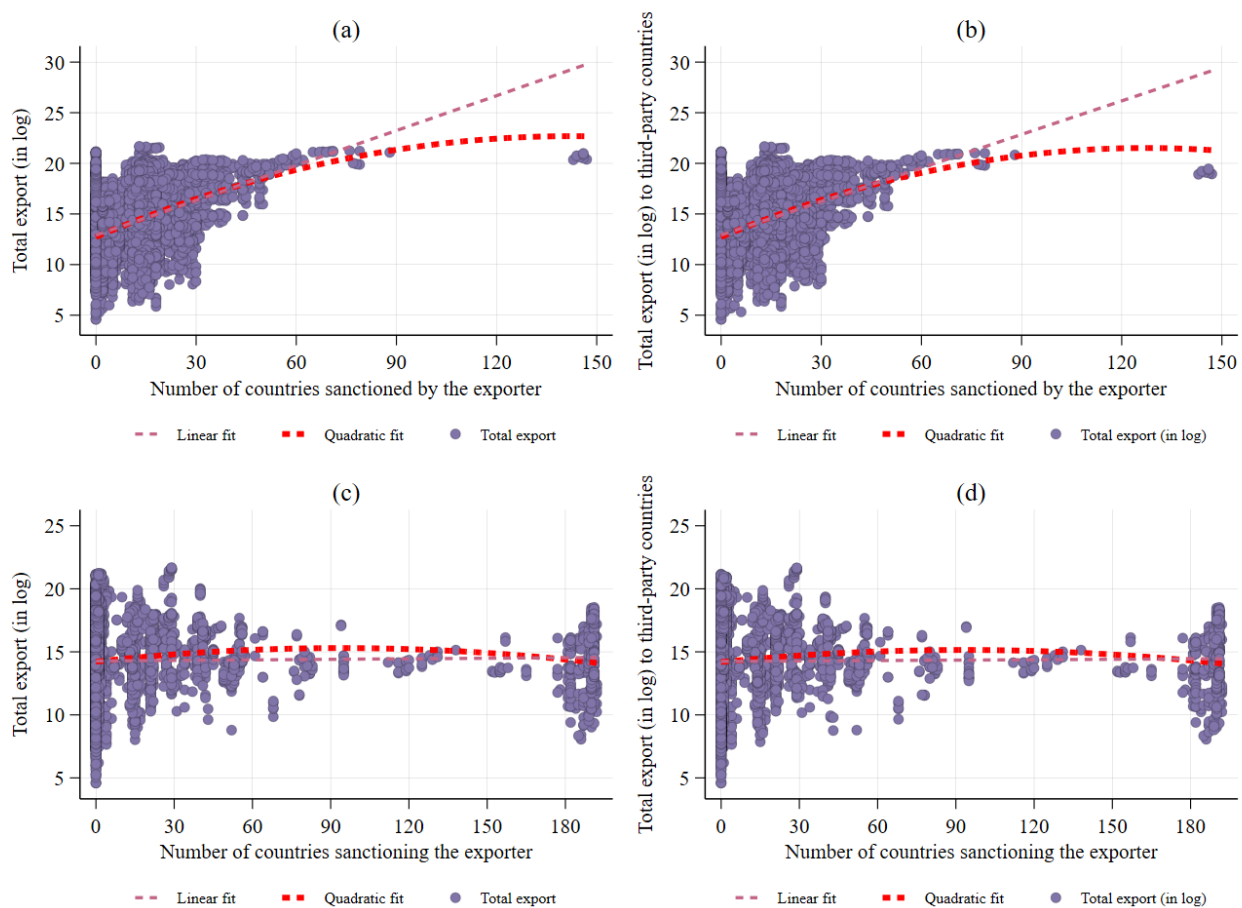 (a)
Total export (in log)
30
25
20
15
10
5
0 30 60 90 120 150
Number of countries sanctioned by the exporter
Linear fit Quadratic fit Total export
(b)
Total export (in log) to third-party countries
30
25
20
15
10
5
0 30 60 90 120 150
Number of countries sanctioned by the exporter
Linear fit Quadratic fit Total export (in log)
(c)
Total export (in log)
25
20
15
10
5
0 30 60 90 120 150 180
Number of countries sanctioning the exporter
Linear fit Quadratic fit Total export
(d)
Total export (in log) to third-party countries
25
20
15
10
5
0 30 60 90 120 150 180
Number of countries sanctioning the exporter
Linear fit Quadratic fit Total export (in log)